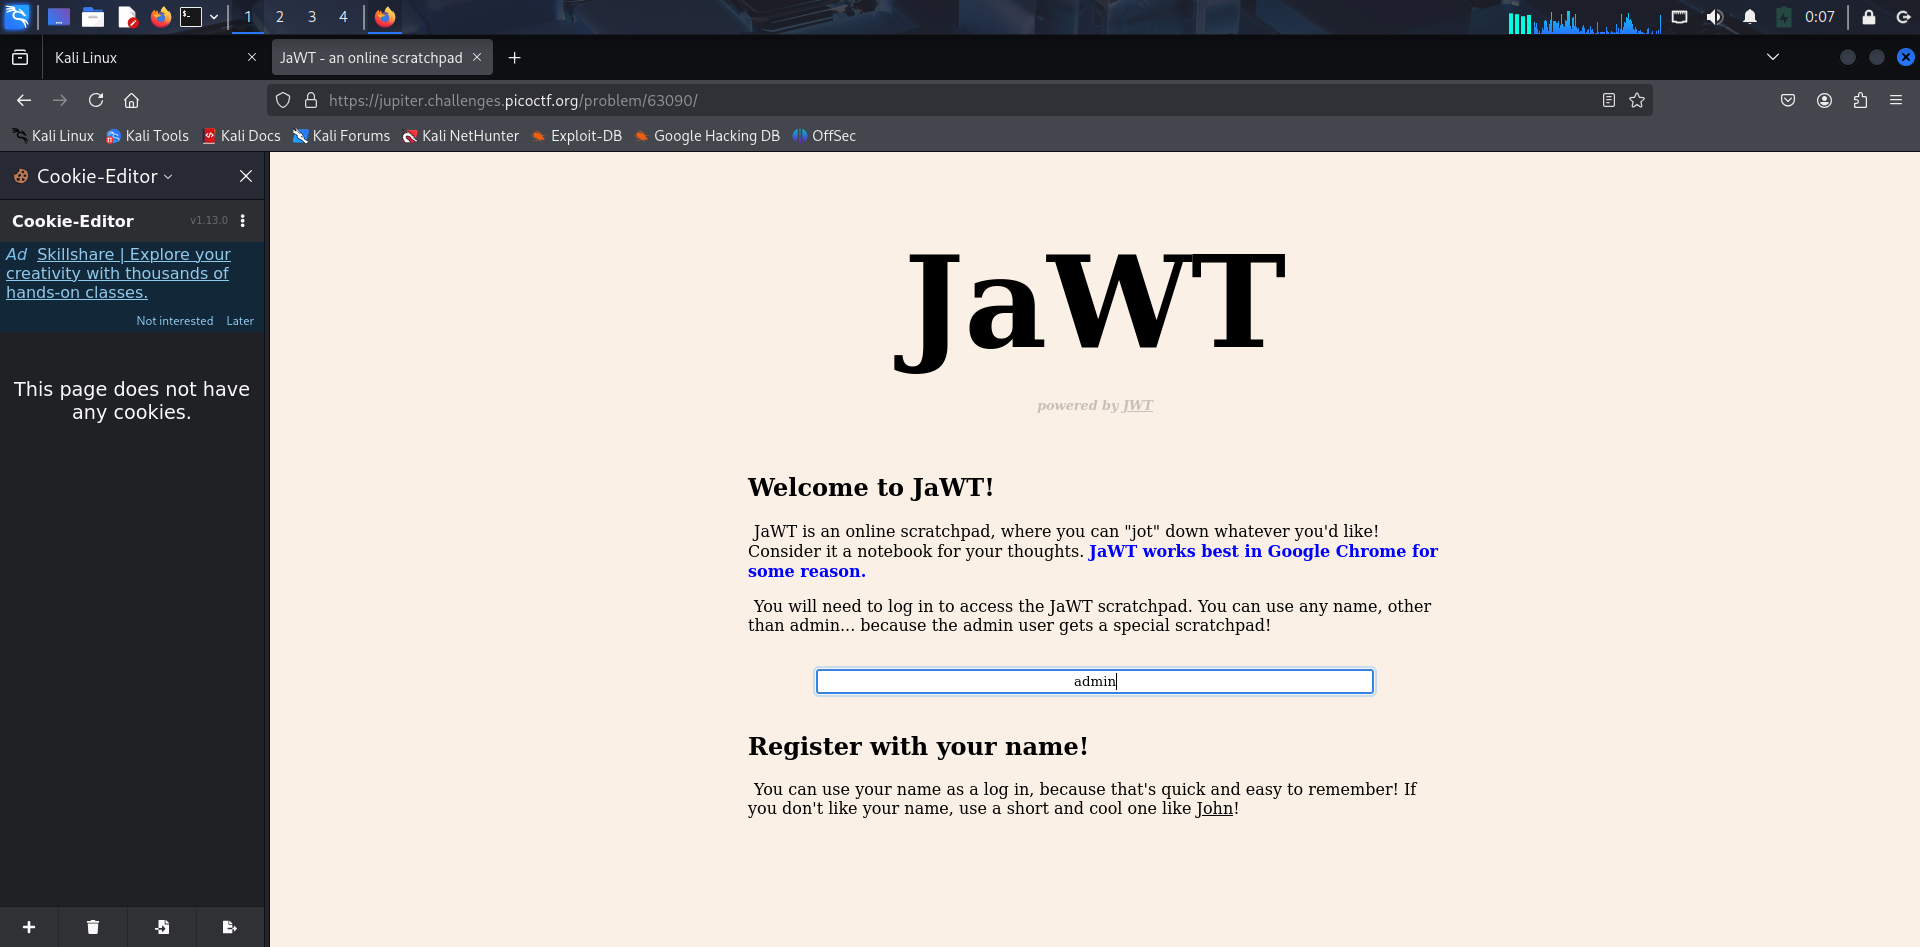 1 2 3 4 0:07
Kali Linux
JaWT - an online scratchpad
https://jupiter.challenges.picoctf.org/problem/63090/
Kali Linux Kali Tools Kali Docs Kali Forums Kali NetHunter Exploit-DB Google Hacking DB OffSec
Cookie-Editor
Cookie-Editor v1.13.0
Ad Skillshare | Explore your
creativity with thousands of
hands-on classes.
Not interested Later
This page does not have
any cookies.
JaWT
powered by JWT
Welcome to JaWT!
JaWT is an online scratchpad, where you can "jot" down whatever you'd like!
Consider it a notebook for your thoughts. JaWT works best in Google Chrome for
some reason.
You will need to log in to access the JaWT scratchpad. You can use any name, other
than admin... because the admin user gets a special scratchpad!
admin
Register with your name!
You can use your name as a log in, because that's quick and easy to remember! If
you don't like your name, use a short and cool one like John!